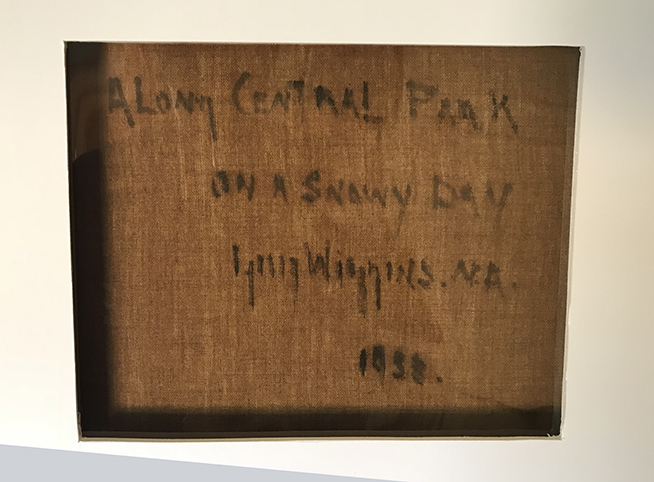 ALONg CENTRAL PARK
ON A SNOWY DAY
Guy Wiggins. N.A.
1938.